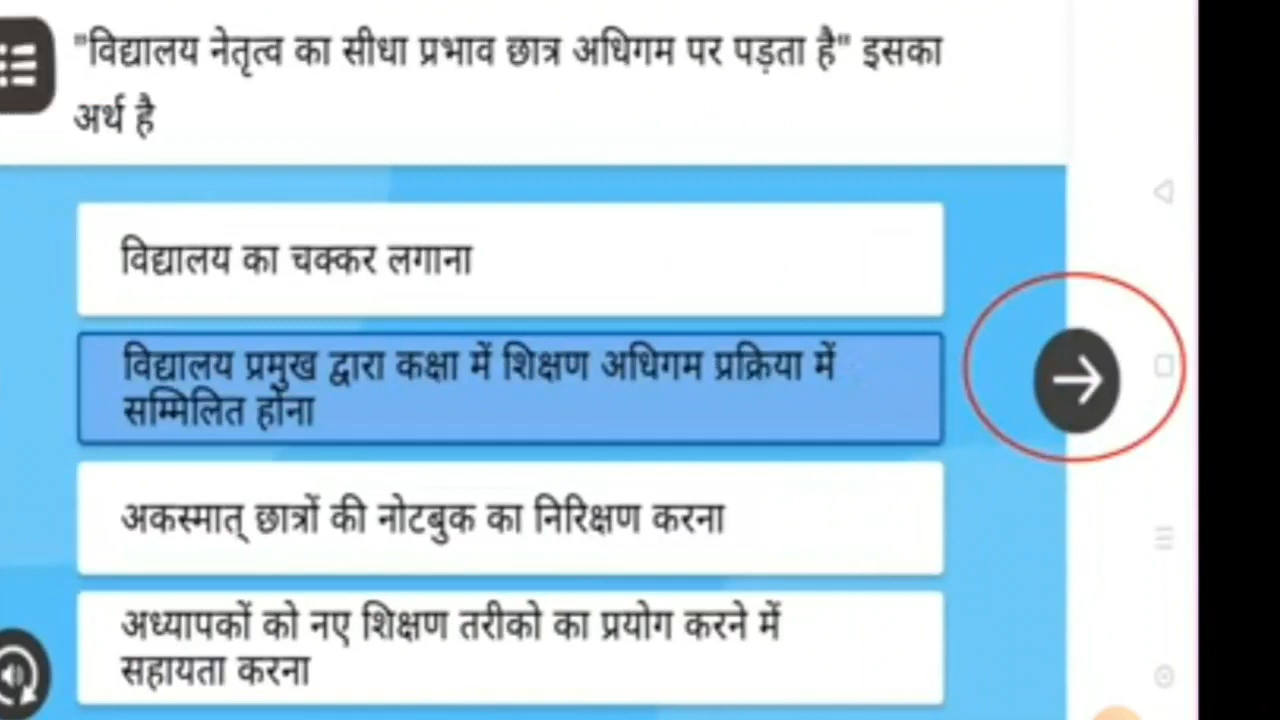 "विद्यालय नेतृत्व का सीधा प्रभाव छात्र अधिगम पर पड़ता है" इसका
अर्थ है
विद्यालय का चक्कर लगाना
विद्यालय प्रमुख द्वारा कक्षा में शिक्षण अधिगम प्रक्रिया में
सम्मिलित होना
अकस्मात् छात्रों की नोटबुक का निरिक्षण करना
अध्यापकों को नए शिक्षण तरीको का प्रयोग करने में
सहायता करना